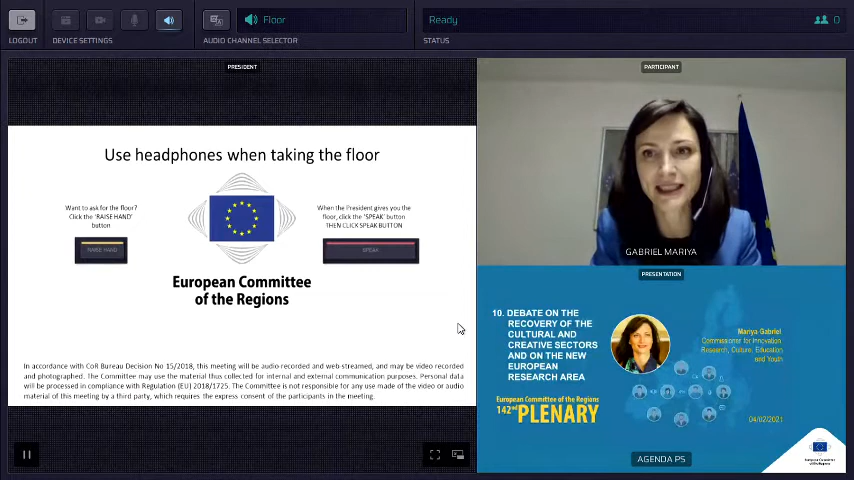 LOGOUT
DEVICE SETTINGS
AUDIO CHANNEL SELECTOR
Floor
Ready
STATUS
0
PRESIDENT
Use headphones when taking the floor
Want to ask for the floor?
Click the 'RAISE HAND'
button
RAISE HAND
When the President gives you the
floor, click the 'SPEAK' button
THEN CLICK SPEAK BUTTON
SPEAK
European Committee
of the Regions
In accordance with CoR Bureau Decision No 15/2018, this meeting will be audio-recorded and web-streamed, and may be video recorded
and photographed. The Committee may use the material thus collected for internal and external communication purposes. Personal data
will be processed in compliance with Regulation (EU) 2018/1725. The Committee is not responsible for any use made of the video or audio
material of this meeting by a third party, which requires the express consent of the participants in the meeting.
PARTICIPANT
GABRIEL MARIYA
PRESENTATION
10. DEBATE ON THE
RECOVERY OF THE
CULTURAL AND
CREATIVE SECTORS
AND ON THE NEW
EUROPEAN
RESEARCH AREA
European Committee of the Regions
142nd PLENARY
Mariya Gabriel
Commissioner for Innovation
Research, Culture, Education
and Youth
04/02/2021
AGENDA P5